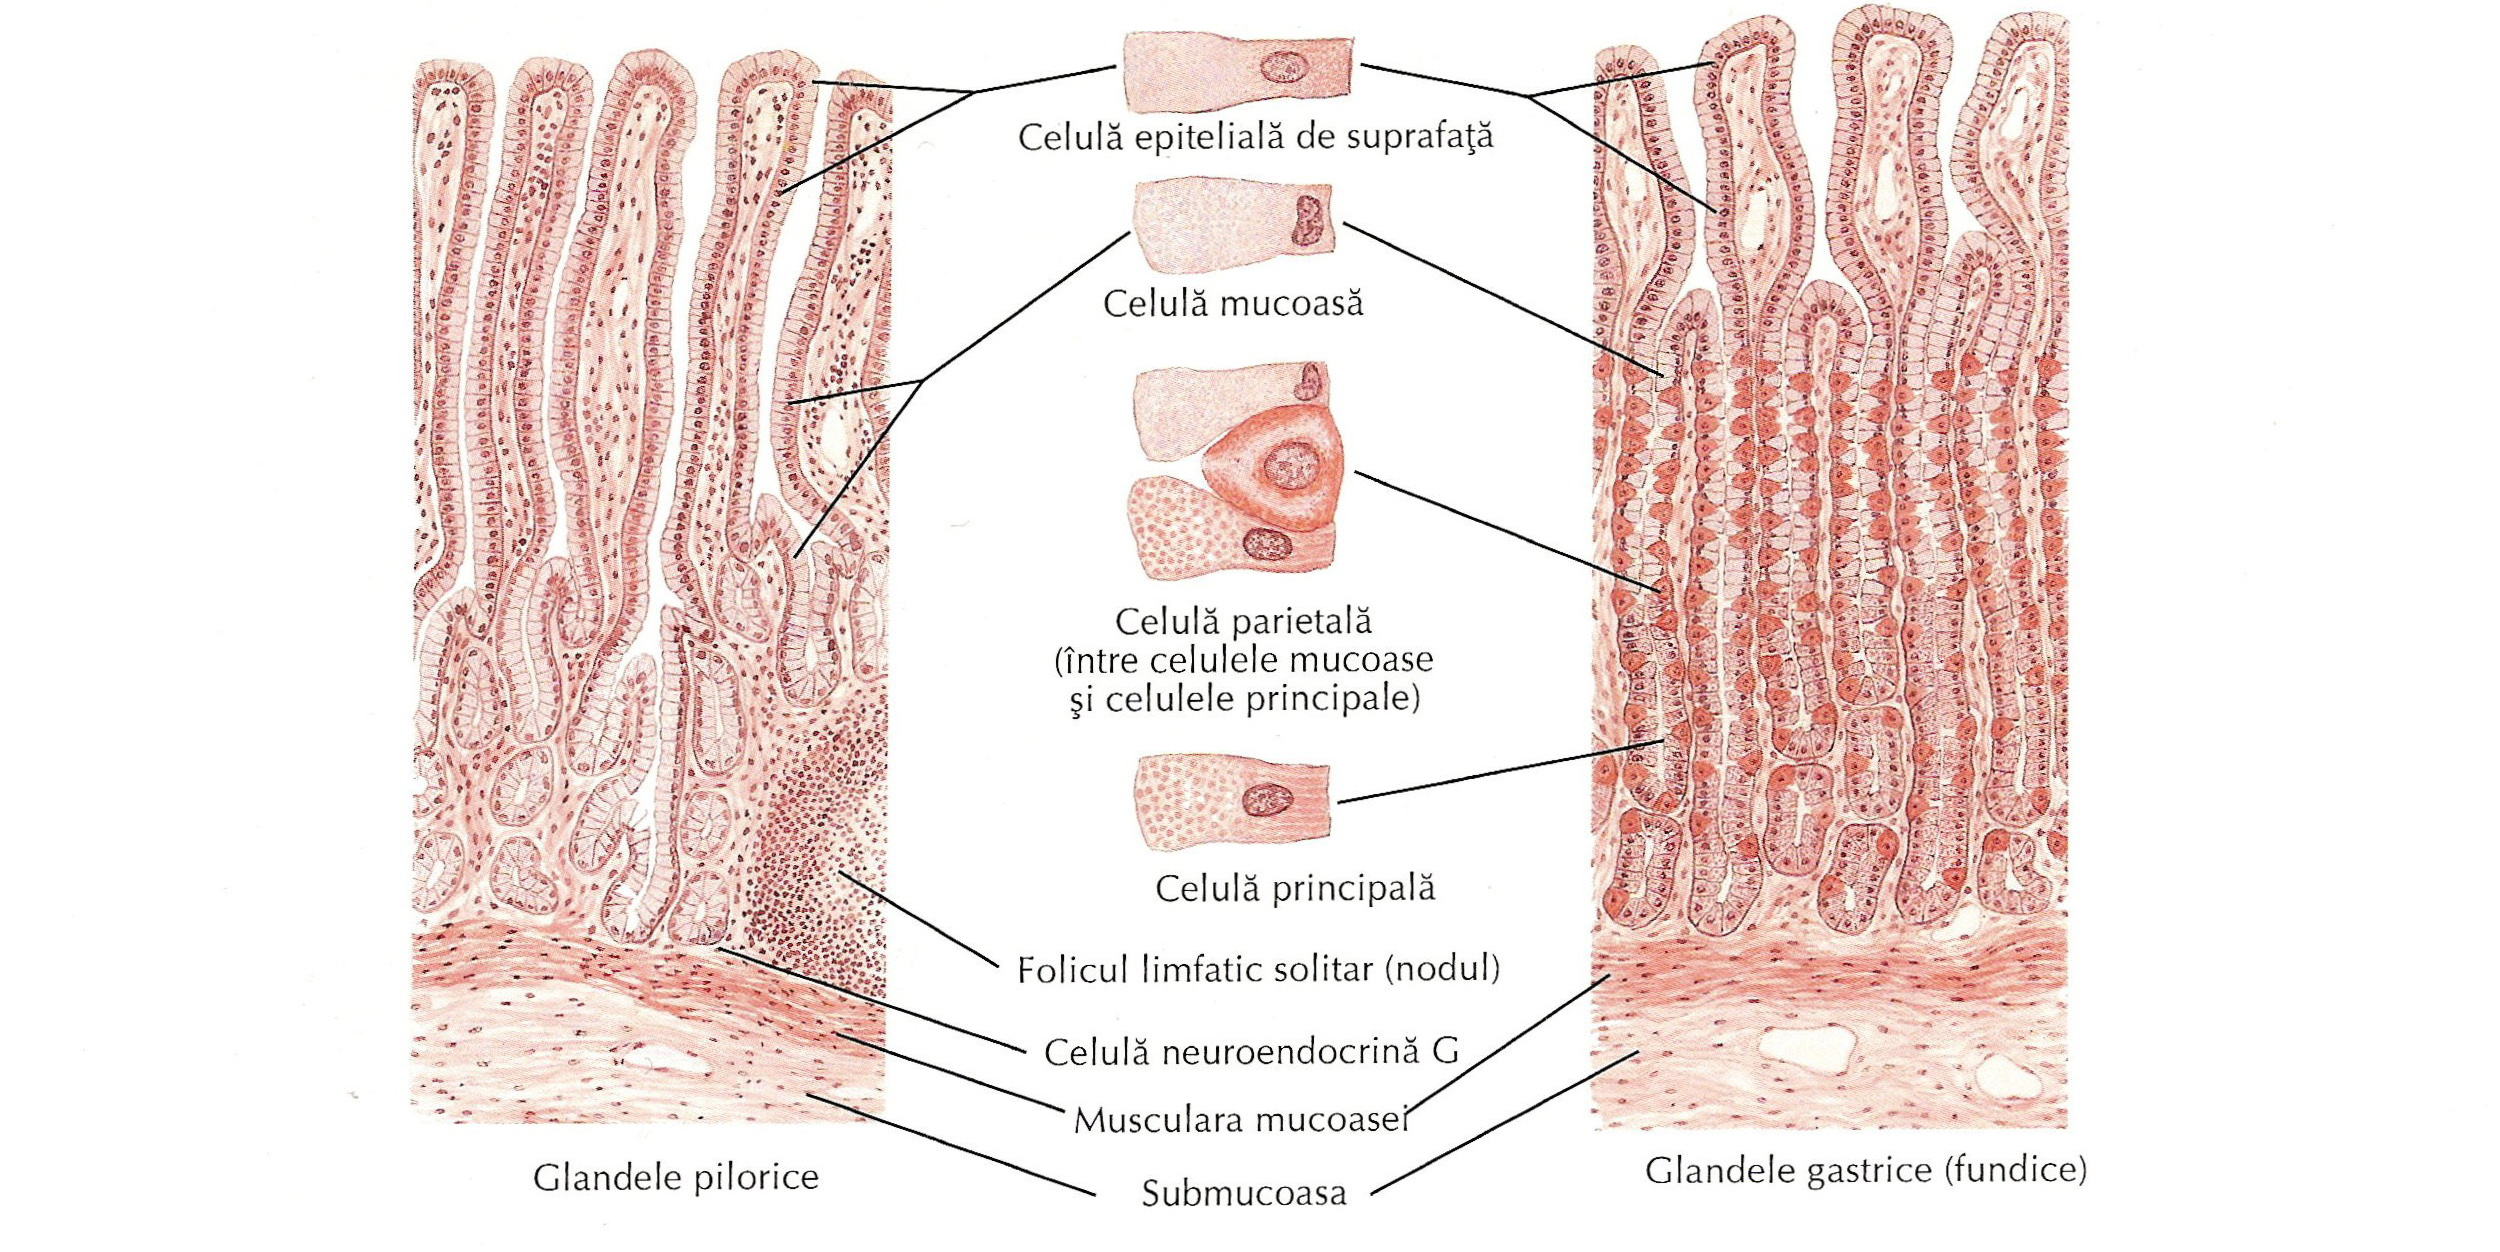 Celulă epitelială de suprafaţă
Celulă mucoasă
Celulă parietală
(între celulele mucoase
şi celulele principale)
Celulă principală
Folicul limfatic solitar (nodul)
Celulă neuroendocrină G
Musculara mucoasei
Submucoasa
Glandele pilorice
Glandele gastrice (fundice)